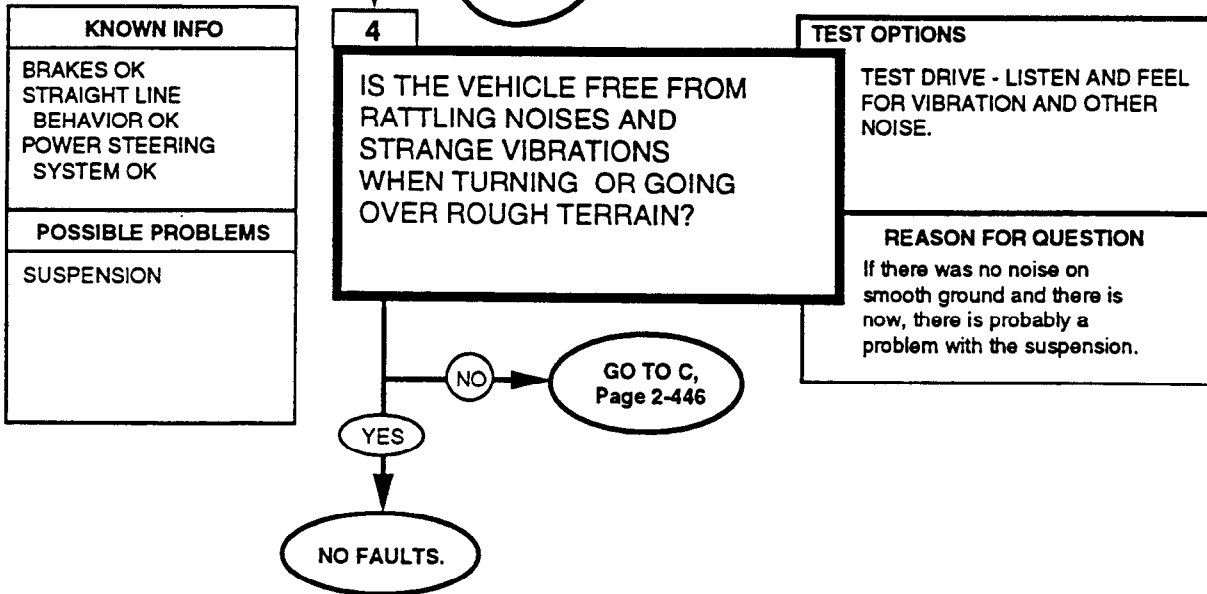 KNOWN INFO
BRAKES OK
STRAIGHT LINE
BEHAVIOR OK
POWER STEERING
SYSTEM OK
POSSIBLE PROBLEMS
SUSPENSION
4
IS THE VEHICLE FREE FROM
RATTLING NOISES AND
STRANGE VIBRATIONS
WHEN TURNING OR GOING
OVER ROUGH TERRAIN?
TEST OPTIONS
TEST DRIVE - LISTEN AND FEEL
FOR VIBRATION AND OTHER
NOISE.
REASON FOR QUESTION
If there was no noise on
smooth ground and there is
now, there is probably a
problem with the suspension.
NO
GO TO C,
Page 2-446
YES
NO FAULTS.